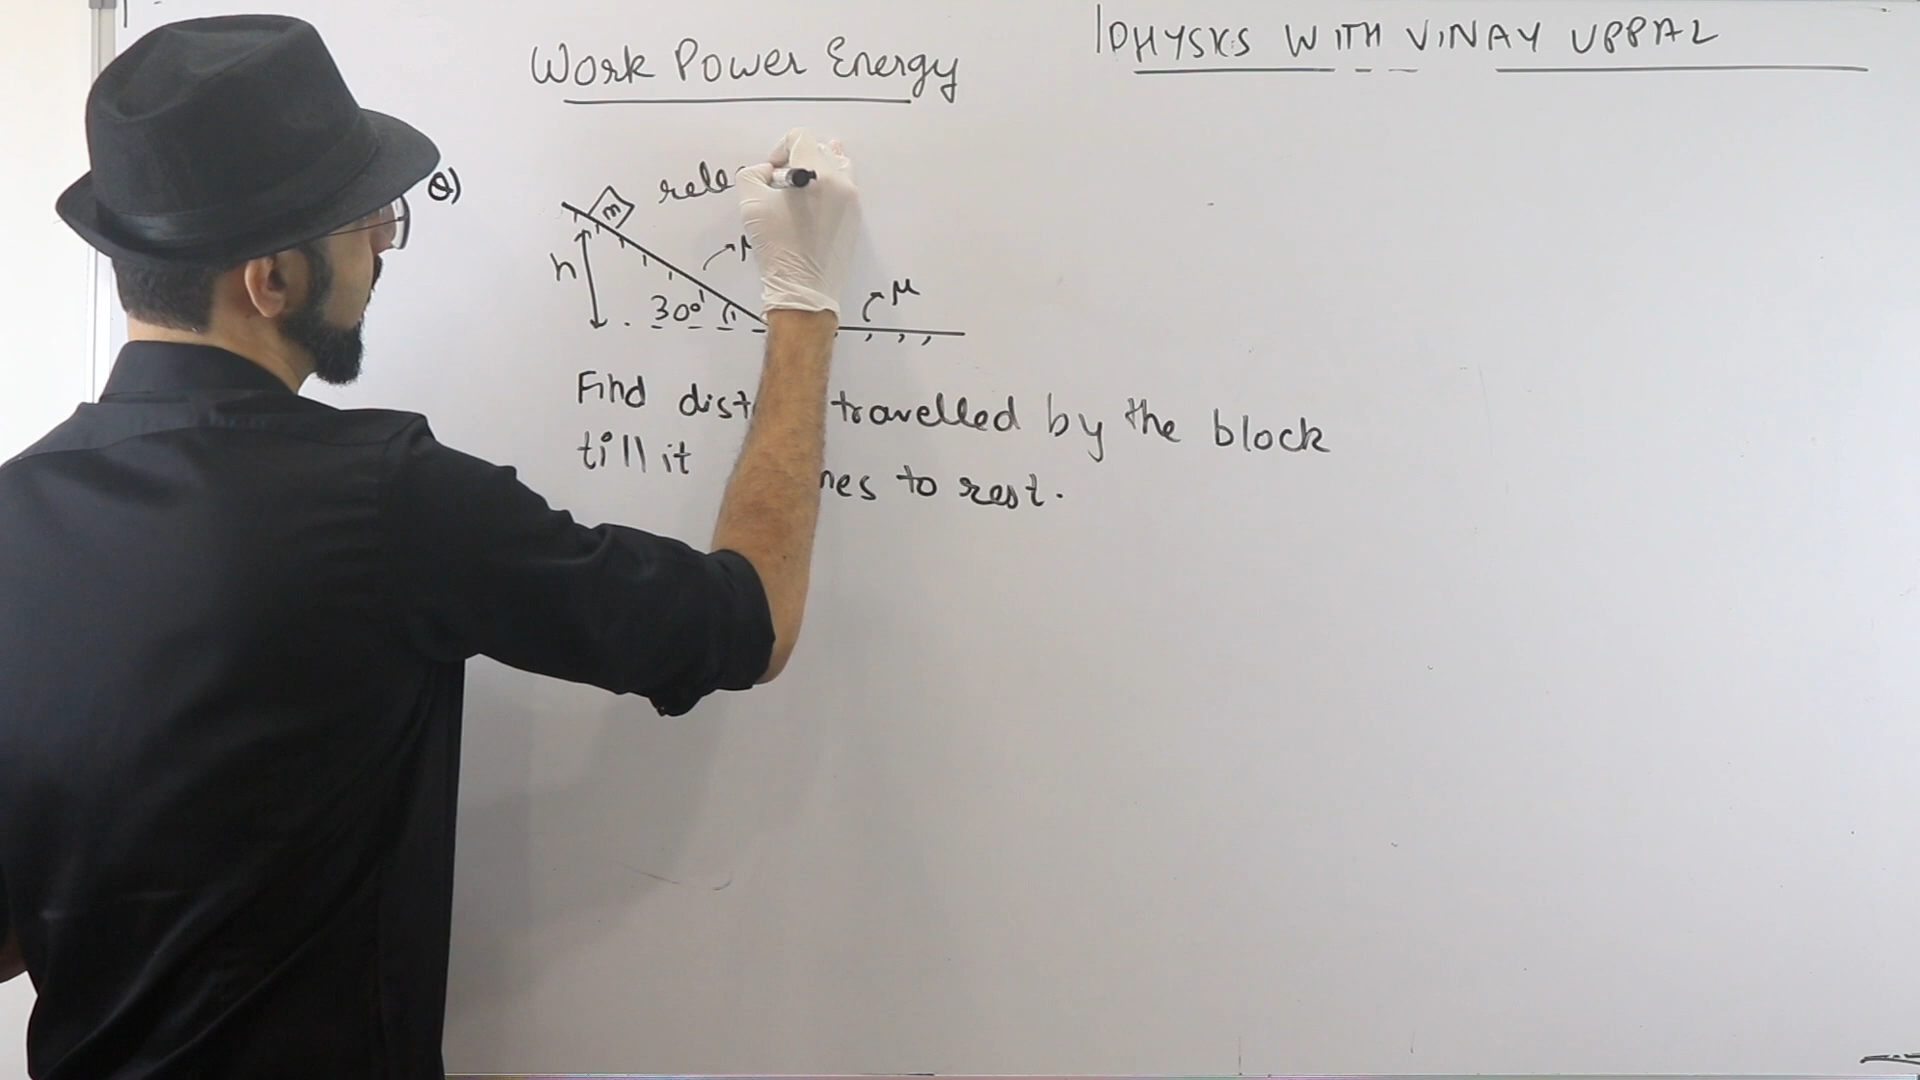 Work Power Energy
PHYSICS WITH VINAY UPPAL
Q)
m
h
μ
30°
μ
Find travelled by the block
till it to rest.